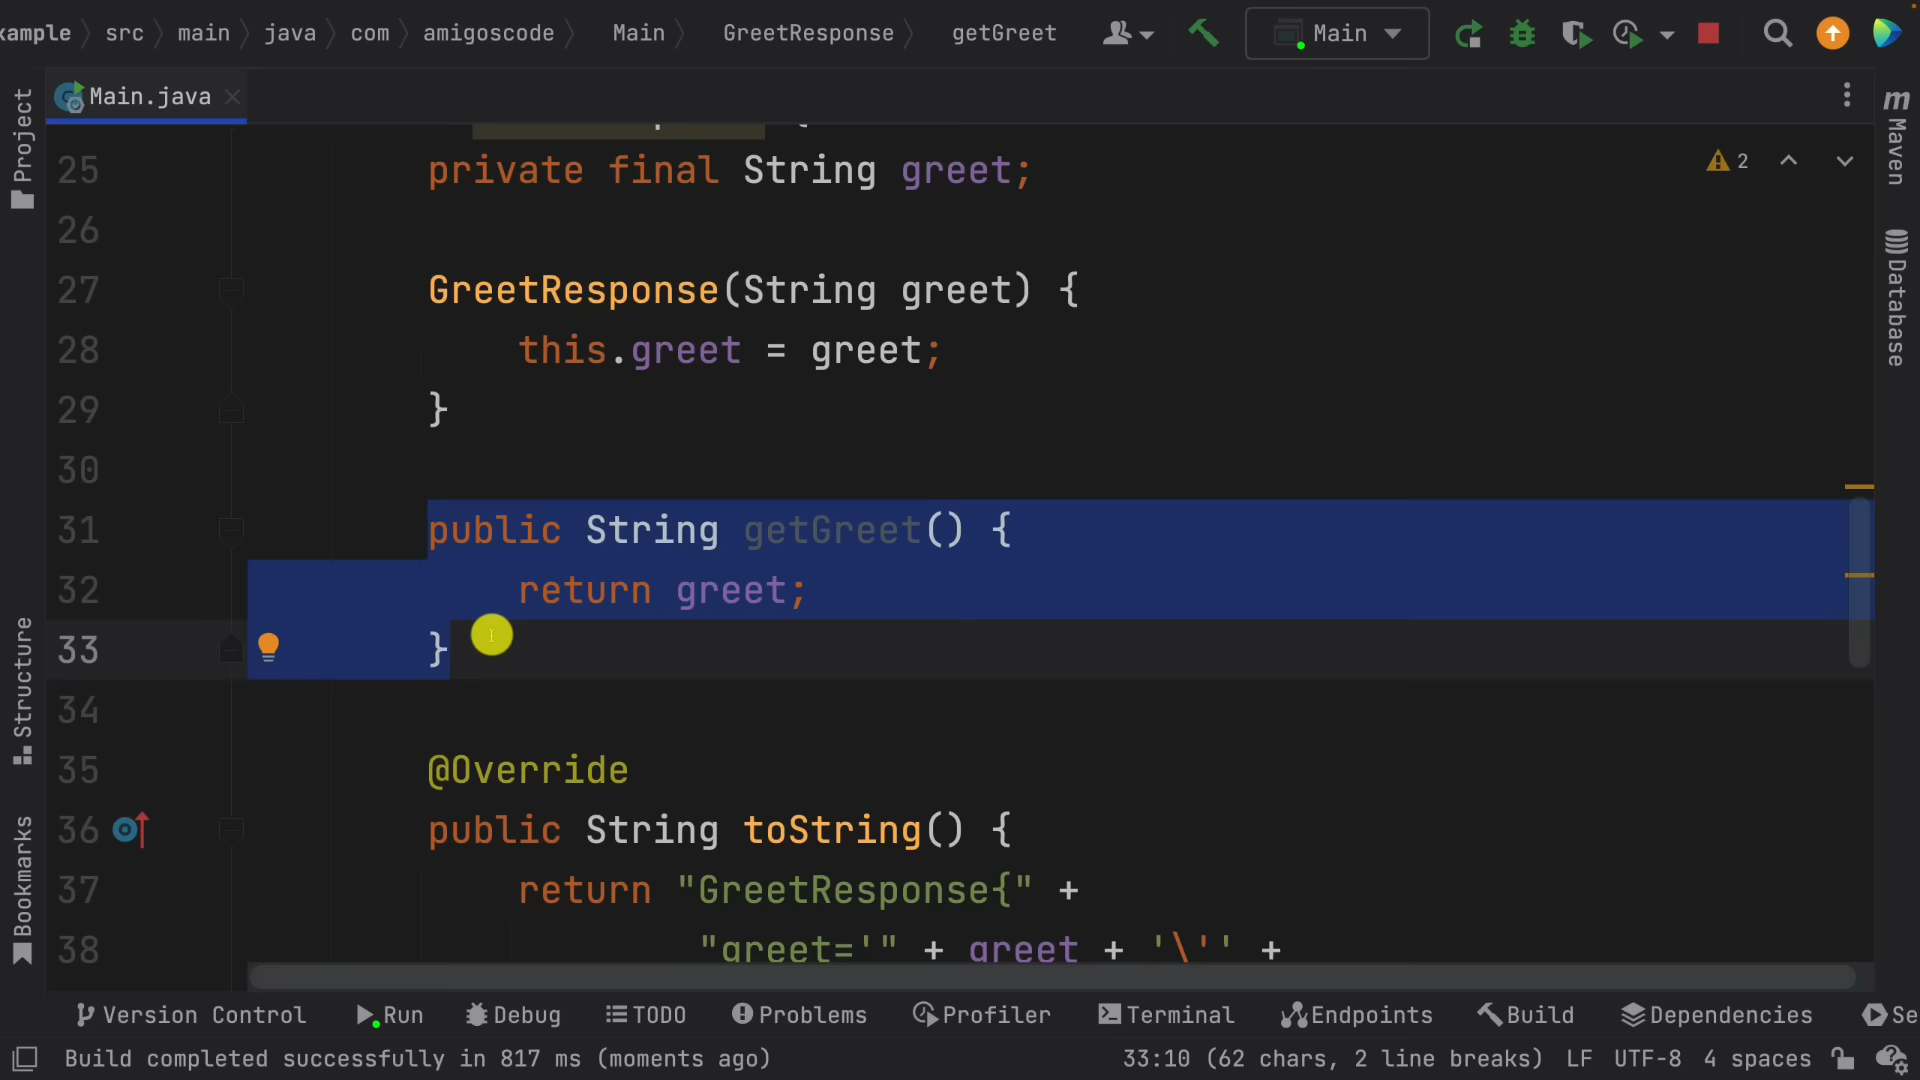 src main java com amigoscode Main GreetResponse getGreet Main
Main.java
Project
Structure
Bookmarks
25 private final String greet;
26
27 GreetResponse(String greet) {
28 this.greet = greet;
29 }
30
31 public String getGreet() {
32 return greet;
33 }
34
35 @Override
36 public String toString() {
37 return "GreetResponse{" +
38 "greet='" + greet + '\'' +
2
m
Maven
Database
Version Control Run Debug TODO Problems Profiler Terminal Endpoints Build Dependencies
Build completed successfully in 817 ms (moments ago) 33:10 (62 chars, 2 line breaks) LF UTF-8 4 spaces